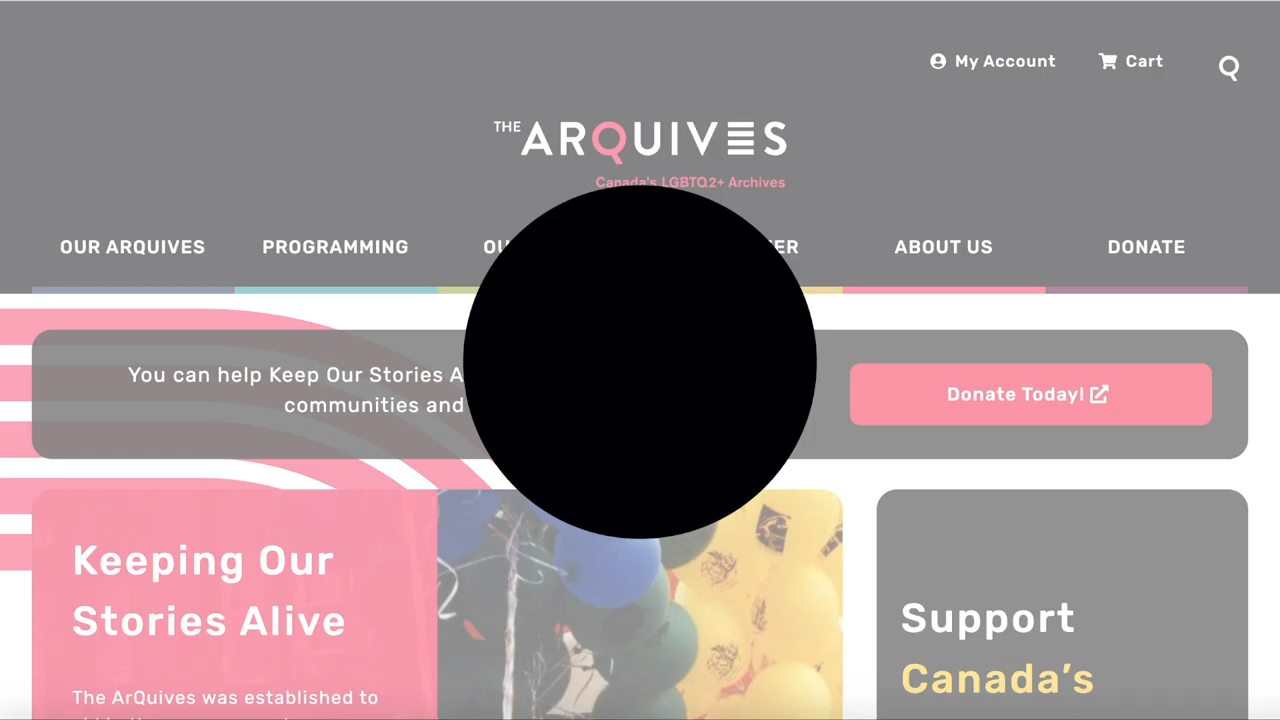 My Account Cart
THE ARQUIVES
Canada's LGBTQ2+ Archives
OUR ARQUIVES PROGRAMMING ABOUT US DONATE
You can help Keep Our Stories
communities and
Donate Today!
Keeping Our
Stories Alive
The ArQuives was established to
Support
Canada’s